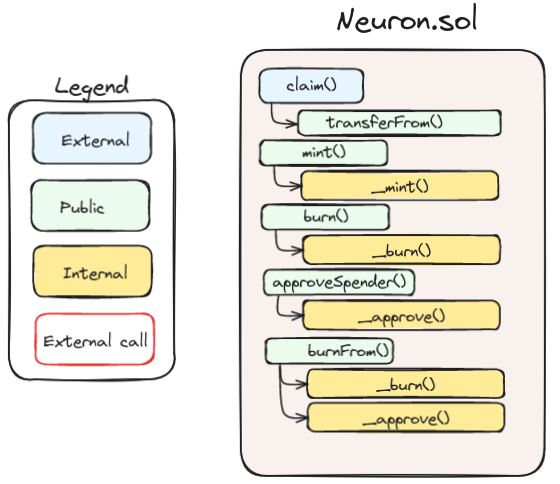 Neuron.sol
Legend
External
Public
Internal
External call
claim()
transferFrom()
mint()
_mint()
burn()
_burn()
approveSpender()
_approve()
burnFrom()
_burn()
_approve()